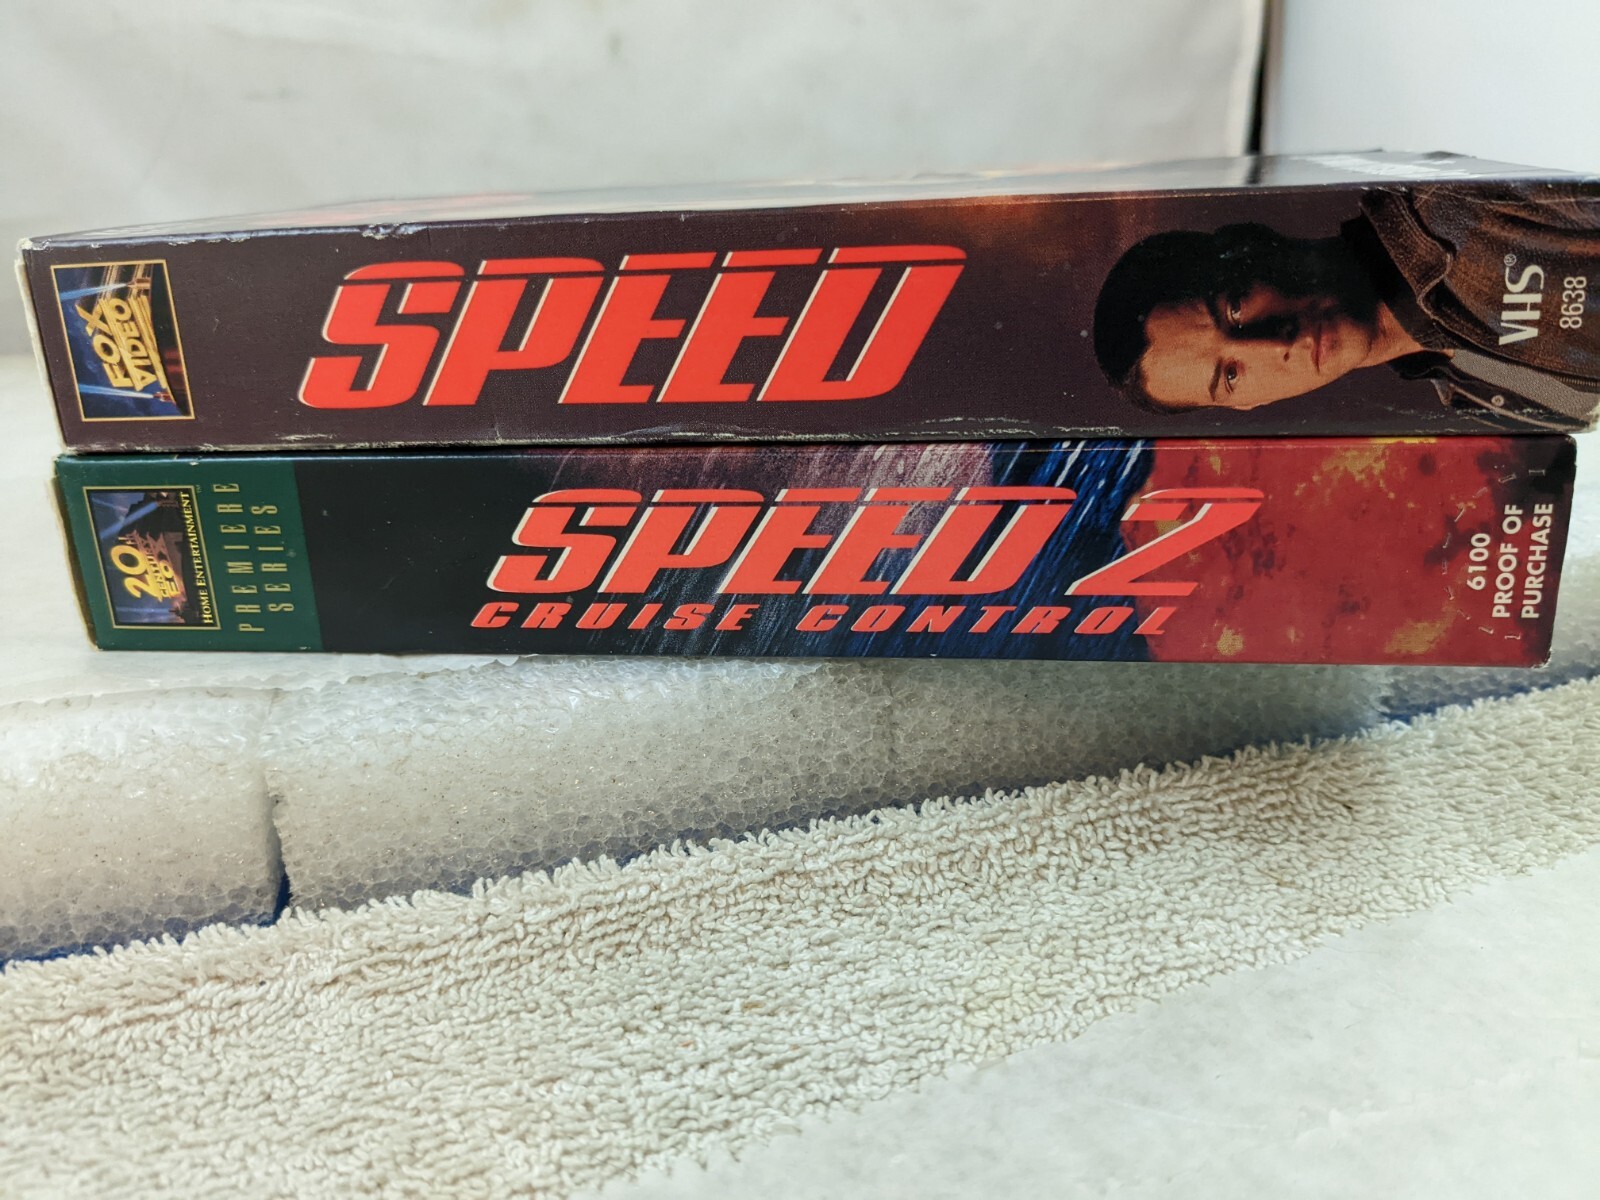 FOX
VIDEO
SPEED
VHS®
8638
20
CENTURY
FOX
HOME ENTERTAINMENT
PREMIERE
SERIES
SPEED 2
CRUISE CONTROL
6100
PROOF OF
PURCHASE